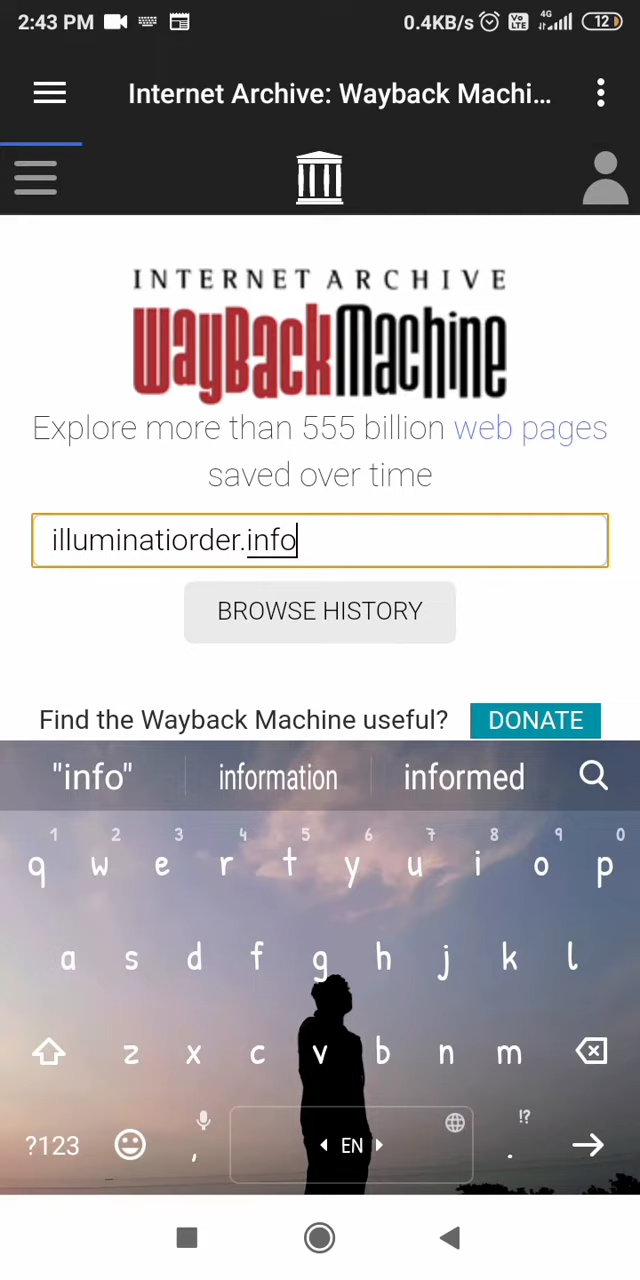 2:43 PM 0.4KB/s Vo LTE 4G 12
Internet Archive: Wayback Machi...
INTERNET ARCHIVE
WayBackMachine
Explore more than 555 billion web pages
saved over time
illuminatiorder.info
BROWSE HISTORY
Find the Wayback Machine useful? DONATE
"info" information informed
1 2 3 4 5 6 7 8 9 0
q w e r t y u i o p
a s d f g h j k l
z x c v b n m
!?
?123 , EN .